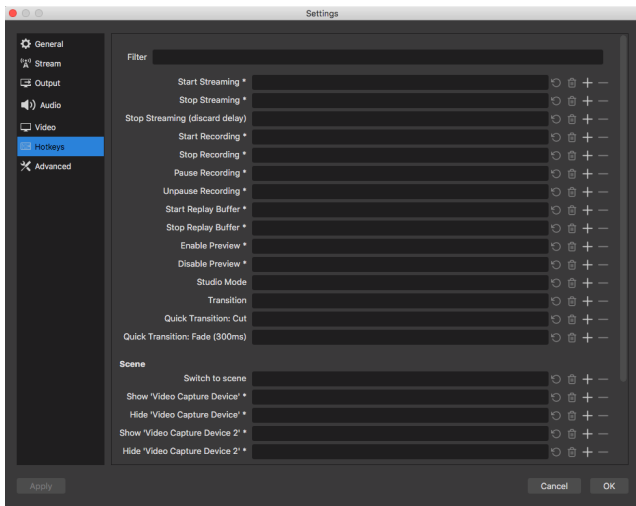 Settings
General
Stream
Output
Audio
Video
Hotkeys
Advanced
Filter
Start Streaming *
Stop Streaming *
Stop Streaming (discard delay)
Start Recording *
Stop Recording *
Pause Recording *
Unpause Recording *
Start Replay Buffer *
Stop Replay Buffer *
Enable Preview *
Disable Preview *
Studio Mode
Transition
Quick Transition: Cut
Quick Transition: Fade (300ms)
Scene
Switch to scene
Show 'Video Capture Device' *
Hide 'Video Capture Device' *
Show 'Video Capture Device 2' *
Hide 'Video Capture Device 2' *
Apply
Cancel
OK